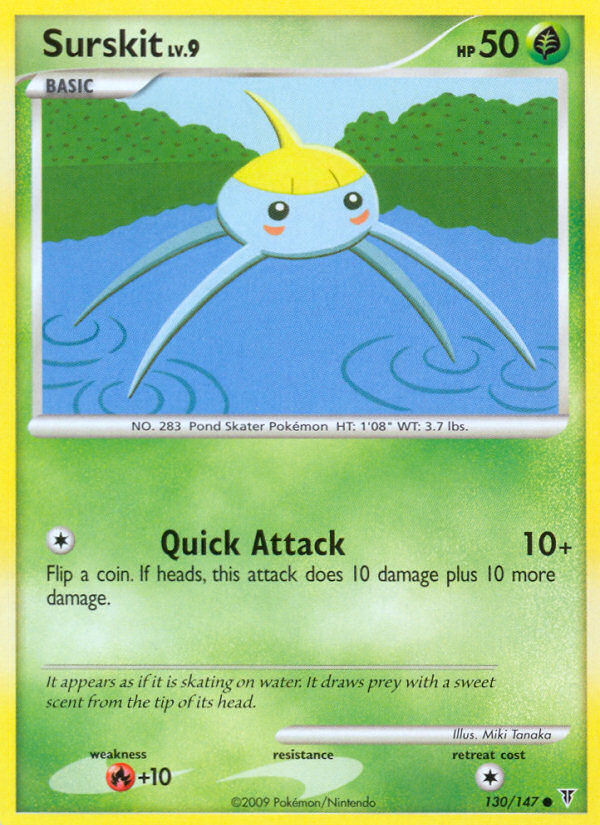 Surskit LV.9 HP 50
BASIC
NO. 283 Pond Skater Pokémon HT: 1'08" WT: 3.7 lbs.
Quick Attack 10+
Flip a coin. If heads, this attack does 10 damage plus 10 more
damage.
It appears as if it is skating on water. It draws prey with a sweet
scent from the tip of its head.
Illus. Miki Tanaka
weakness resistance retreat cost
+10
©2009 Pokémon/Nintendo 130/147